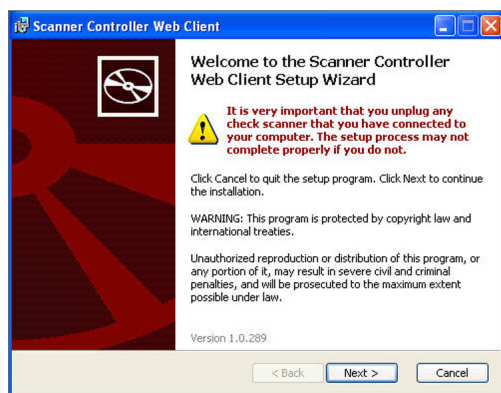 Scanner Controller Web Client
Welcome to the Scanner Controller
Web Client Setup Wizard
It is very important that you unplug any
check scanner that you have connected to
your computer. The setup process may not
complete properly if you do not.
Click Cancel to quit the setup program. Click Next to continue
the installation.
WARNING: This program is protected by copyright law and
international treaties.
Unauthorized reproduction or distribution of this program, or
any portion of it, may result in severe civil and criminal
penalties, and will be prosecuted to the maximum extent
possible under law.
Version 1.0.289
< Back Next > Cancel